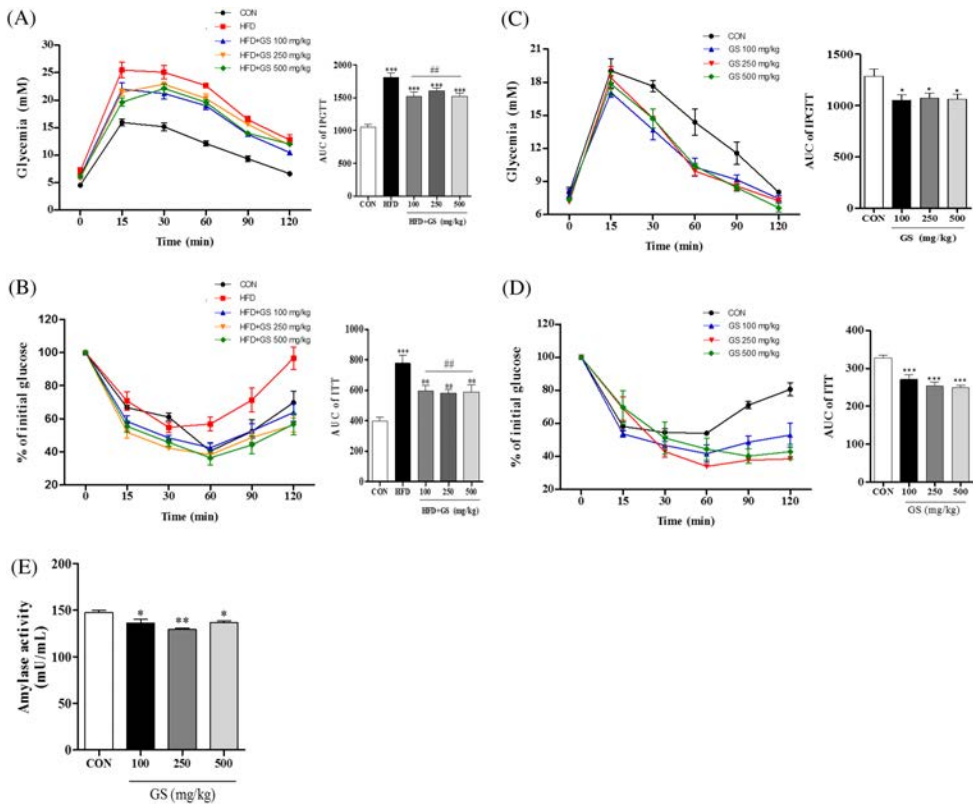 (A)
CON
HFD
HFD+GS 100 mg/kg
HFD+GS 250 mg/kg
HFD+GS 500 mg/kg
Glycemia (mM)
35
30
25
20
15
10
5
0
0 15 30 60 90 120
Time (min)
AUC of IPGTT
2000
1500
1000
500
0
*** ## *** *** ***
CON HFD 100 250 500
HFD+GS (mg/kg)
(C)
CON
GS 100 mg/kg
GS 250 mg/kg
GS 500 mg/kg
Glycemia (mM)
21
18
15
12
9
6
0 15 30 60 90 120
Time (min)
AUC of IPGTT
1500
1000
500
0
* * *
CON 100 250 500
GS (mg/kg)
(B)
CON
HFD
HFD+GS 100 mg/kg
HFD+GS 250 mg/kg
HFD+GS 500 mg/kg
% of initial glucose
120
100
80
60
40
20
0 15 30 60 90 120
Time (min)
AUC of ITT
1000
800
600
400
200
0
*** ##
CON HFD 100 250 500
HFD+GS (mg/kg)
(D)
CON
GS 100 mg/kg
GS 250 mg/kg
GS 500 mg/kg
% of initial glucose
120
100
80
60
40
20
0 15 30 60 90 120
Time (min)
AUC of ITT
400
300
200
100
0
*** *** ***
CON 100 250 500
GS (mg/kg)
(E)
Amylase activity
(mU/mL)
200
150
100
50
0
* ** *
CON 100 250 500
GS (mg/kg)